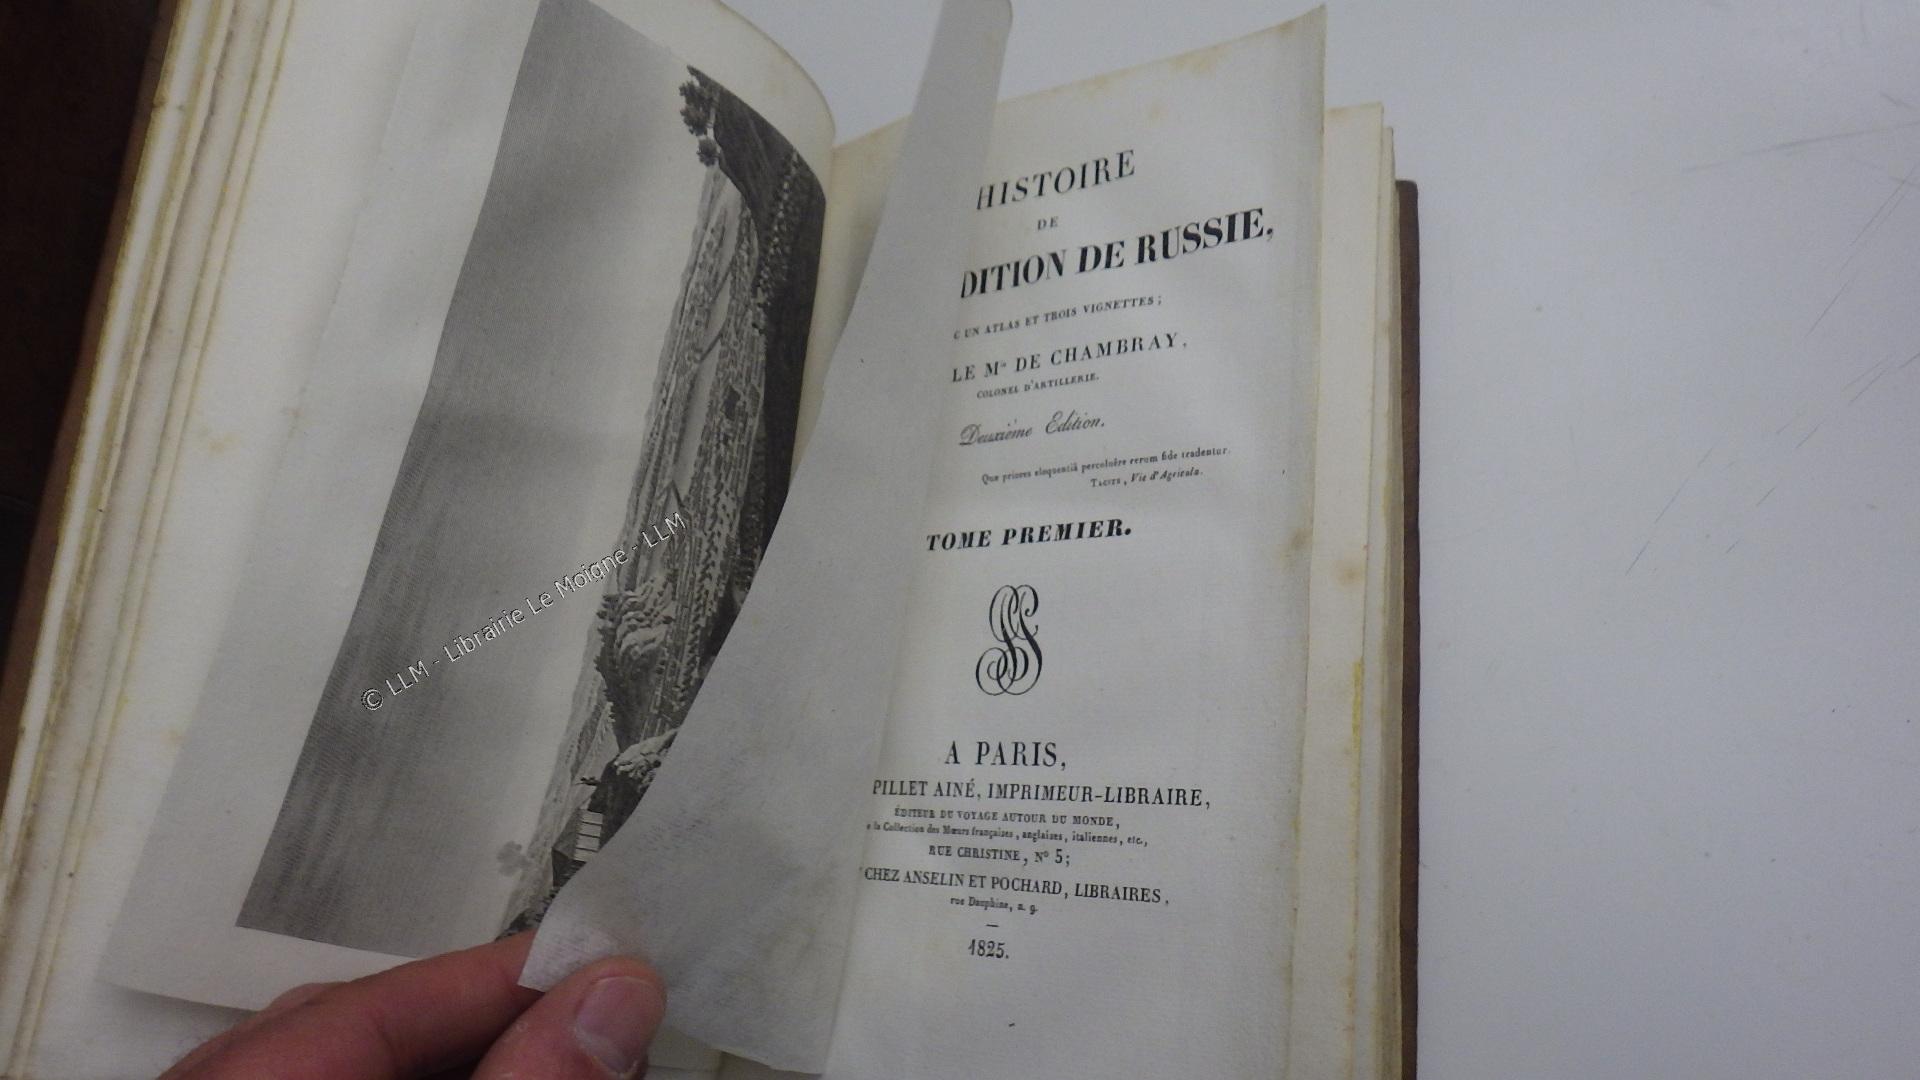 HISTOIRE
DE
DITION DE RUSSIE,
C UN ATLAS ET TROIS VIGNETTES;
LE Mis DE CHAMBRAY,
COLONEL D'ARTILLERIE.
Deuxième Edition.
Quæ priores eloquentiâ percoluêre rerum fide tradentur.
TACITE, Vie d'Agricola.
TOME PREMIER.
A PARIS,
PILLET AINÉ, IMPRIMEUR-LIBRAIRE,
ÉDITEUR DU VOYAGE AUTOUR DU MONDE,
e la Collection des Mœurs françaises, anglaises, italiennes, etc.,
RUE CHRISTINE, N° 5;
CHEZ ANSELIN ET POCHARD, LIBRAIRES,
rue Dauphine, n. 9.
1825.
© LLM - Librairie Le Moigne - LLM